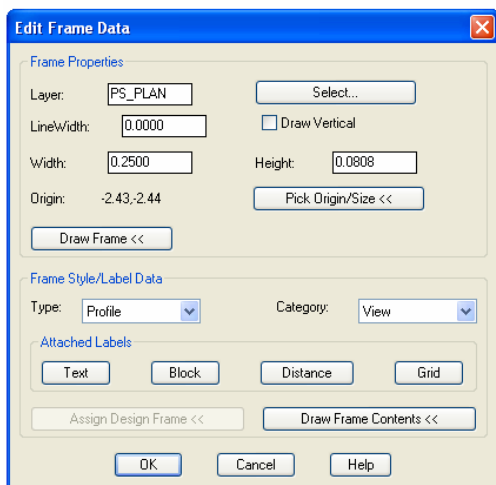 Edit Frame Data
Frame Properties
Layer: PS_PLAN Select...
LineWidth: 0.0000 Draw Vertical
Width: 0.2500 Height: 0.0808
Origin: -2.43,-2.44 Pick Origin/Size <<
Draw Frame <<
Frame Style/Label Data
Type: Profile Category: View
Attached Labels
Text Block Distance Grid
Assign Design Frame << Draw Frame Contents <<
OK Cancel Help